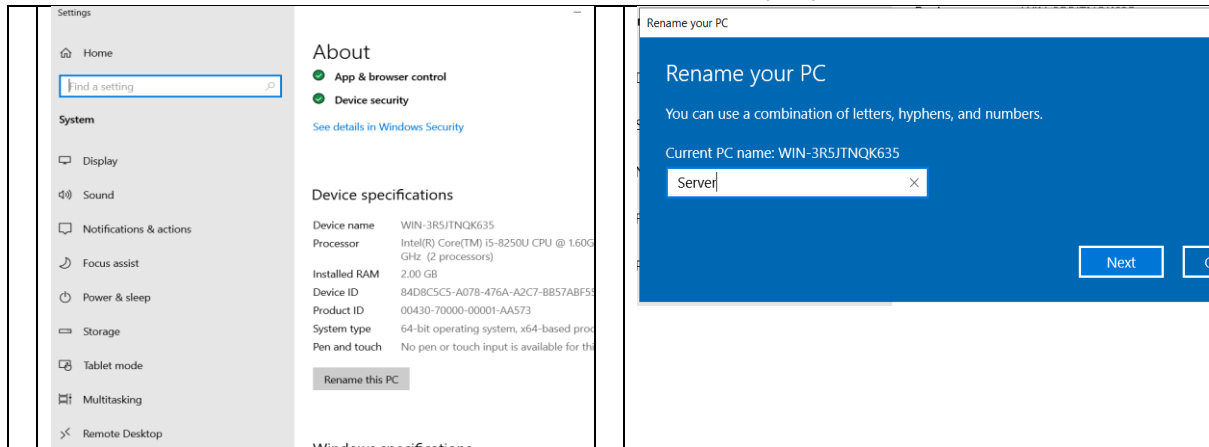 Settings
Home
Find a setting
System
Display
Sound
Notifications & actions
Focus assist
Power & sleep
Storage
Tablet mode
Multitasking
Remote Desktop
About
App & browser control
Device security
See details in Windows Security
Device specifications
Device name WIN-3R5JTNQK635
Processor Intel(R) Core(TM) i5-8250U CPU @ 1.60G
GHz (2 processors)
Installed RAM 2.00 GB
Device ID 84D8C5C5-A078-476A-A2C7-BB57ABF55
Product ID 00430-70000-00001-AA573
System type 64-bit operating system, x64-based proc
Pen and touch No pen or touch input is available for thi
Rename this PC
Rename your PC
Rename your PC
You can use a combination of letters, hyphens, and numbers.
Current PC name: WIN-3R5JTNQK635
Server
Next